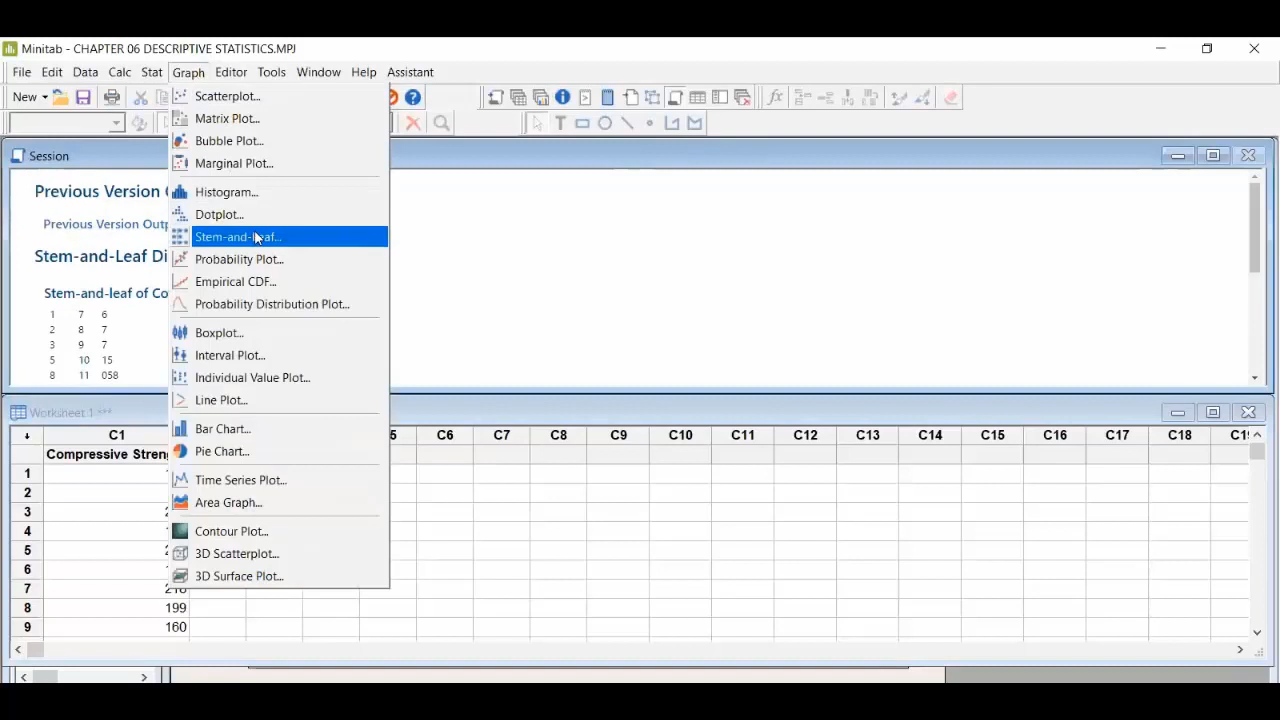 Minitab - CHAPTER 06 DESCRIPTIVE STATISTICS.MPJ
File Edit Data Calc Stat Graph Editor Tools Window Help Assistant
New
Scatterplot...
Matrix Plot...
Bubble Plot...
Marginal Plot...
Histogram...
Dotplot...
Stem-and-Leaf...
Probability Plot...
Empirical CDF...
Probability Distribution Plot...
Boxplot...
Interval Plot...
Individual Value Plot...
Line Plot...
Bar Chart...
Pie Chart...
Time Series Plot...
Area Graph...
Contour Plot...
3D Scatterplot...
3D Surface Plot...
Session
Previous Version
Previous Version Outp
Stem-and-Leaf Di
Stem-and-leaf of Co
1 7 6
2 8 7
3 9 7
5 10 15
8 11 058
Worksheet 1 ***
C1 5 C6 C7 C8 C9 C10 C11 C12 C13 C14 C15 C16 C17 C18 C19
Compressive Streng
1
2
3 2
4
5 2
6
7 218
8 199
9 160